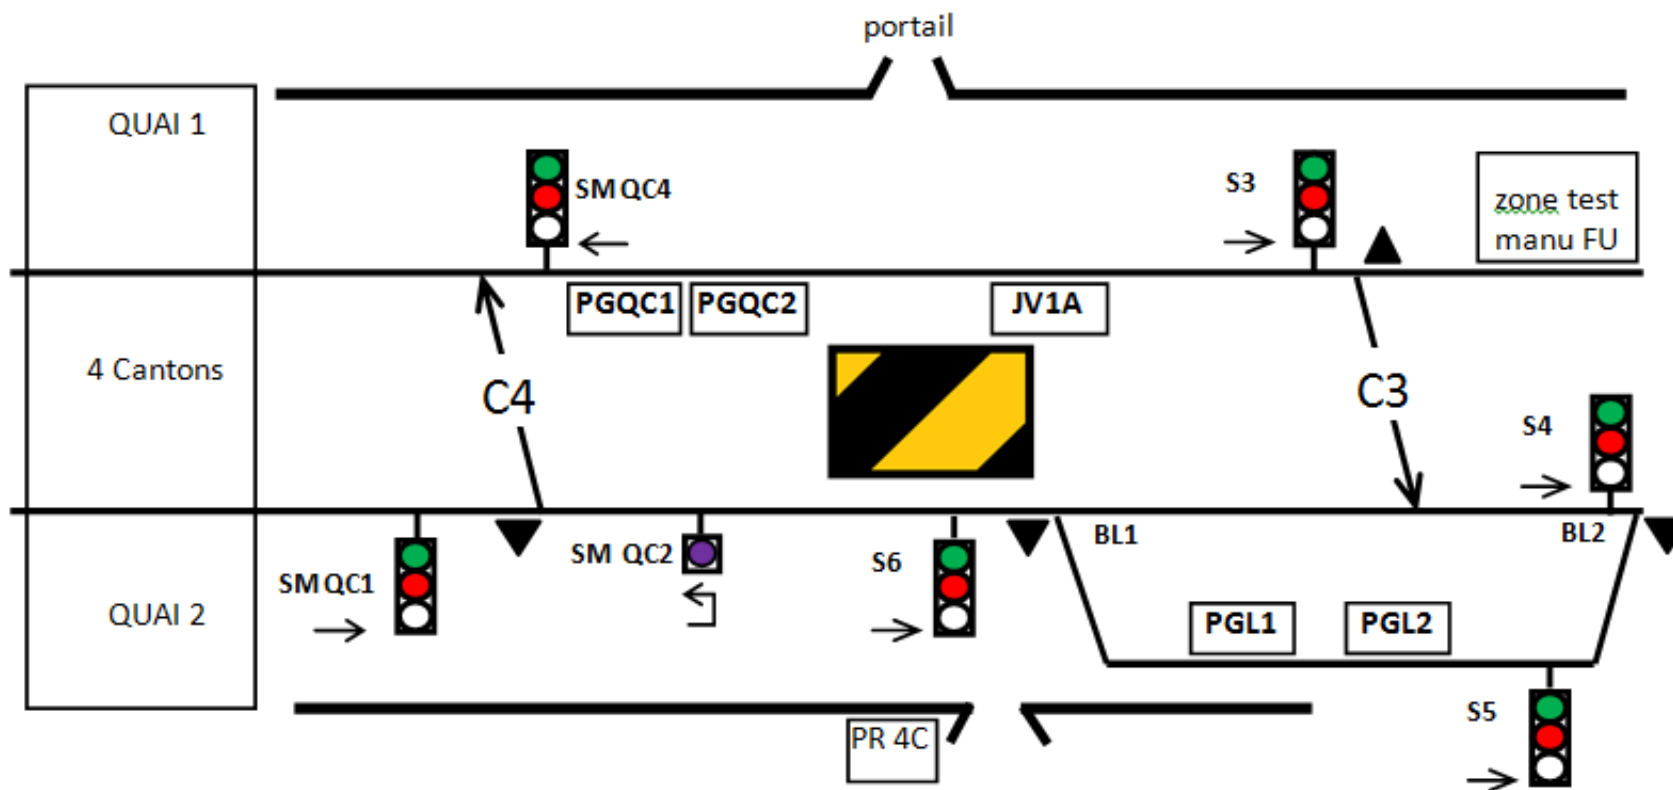 portail
QUAI 1
SM QC4
S3
zone test
manu FU
PGQC1
PGQC2
JV1A
4 Cantons
C4
C3
S4
BL1
BL2
SM QC1
SM QC2
S6
QUAI 2
PGL1
PGL2
S5
PR 4C